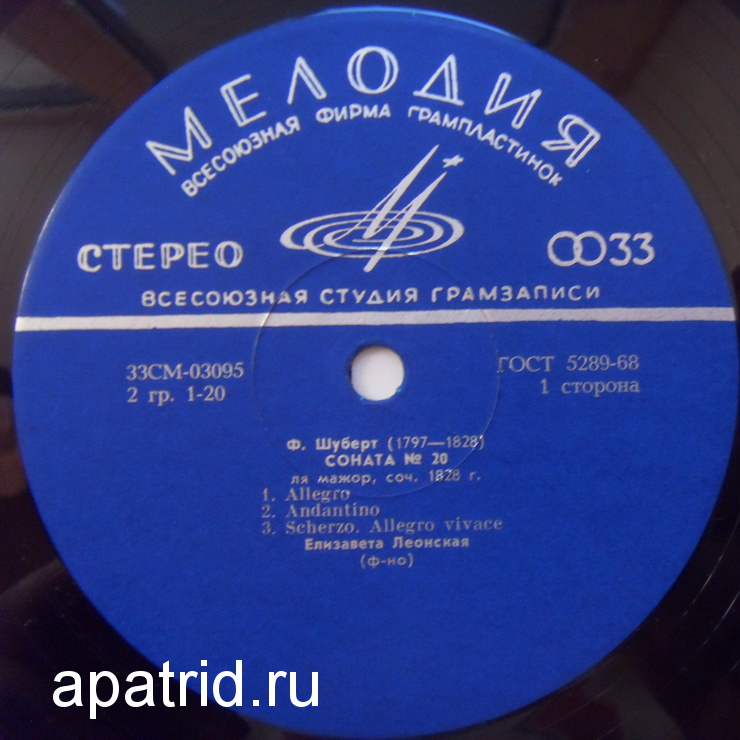 МЕЛОДИЯ
ВСЕСОЮЗНАЯ ФИРМА ГРАМПЛАСТИНОК
СТЕРЕО
33
ВСЕСОЮЗНАЯ СТУДИЯ ГРАМЗАПИСИ
33СМ-03095
ГОСТ 5289-68
2 гр. 1-20
1 сторона
Ф. Шуберт (1797—1828)
СОНАТА № 20
ля мажор, соч. 1828 г.
1. Allegro
2. Andantino
3. Scherzo. Allegro vivace
Елизавета Леонская
(ф-но)
apatrid.ru